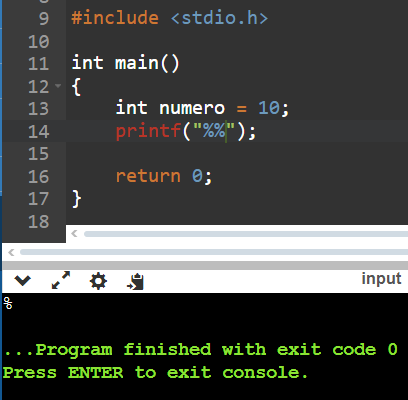 9 #include <stdio.h>
10
11 int main()
12 {
13 int numero = 10;
14 printf("%%");
15
16 return 0;
17 }
18
input
%
...Program finished with exit code 0
Press ENTER to exit console.